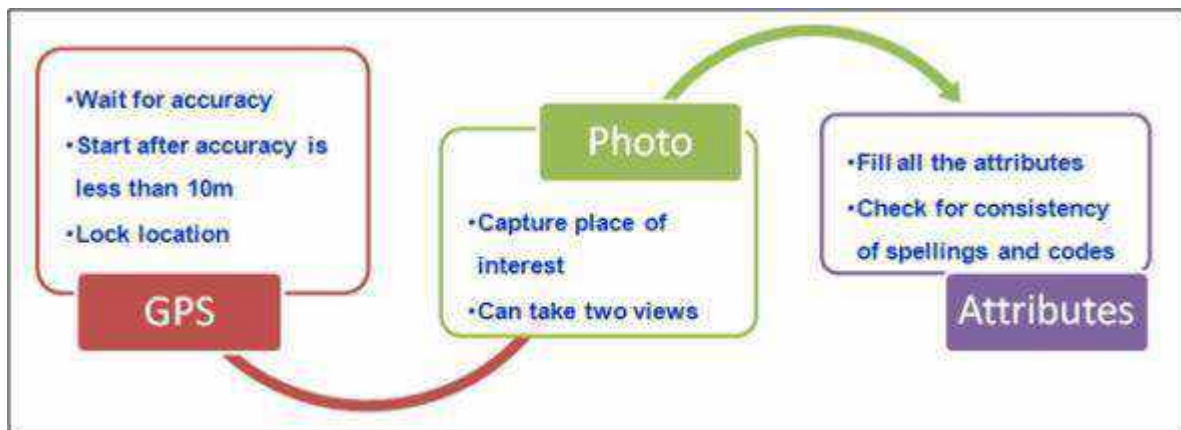 •Wait for accuracy
•Start after accuracy is
less than 10m
•Lock location
GPS
Photo
•Capture place of
interest
•Can take two views
•Fill all the attributes
•Check for consistency
of spellings and codes
Attributes